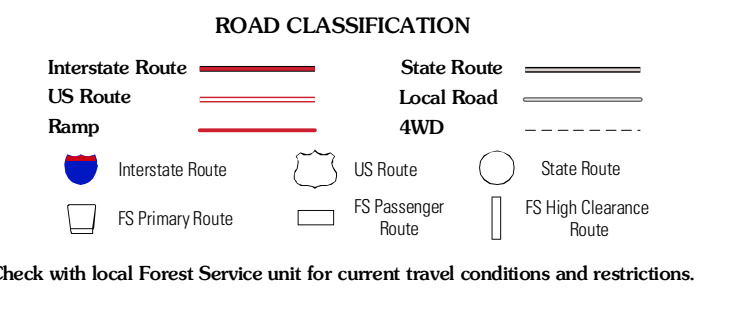 ROAD CLASSIFICATION
Interstate Route
State Route
US Route
Local Road
Ramp
4WD
Interstate Route
US Route
State Route
FS Primary Route
FS Passenger
Route
FS High Clearance
Route
Check with local Forest Service unit for current travel conditions and restrictions.